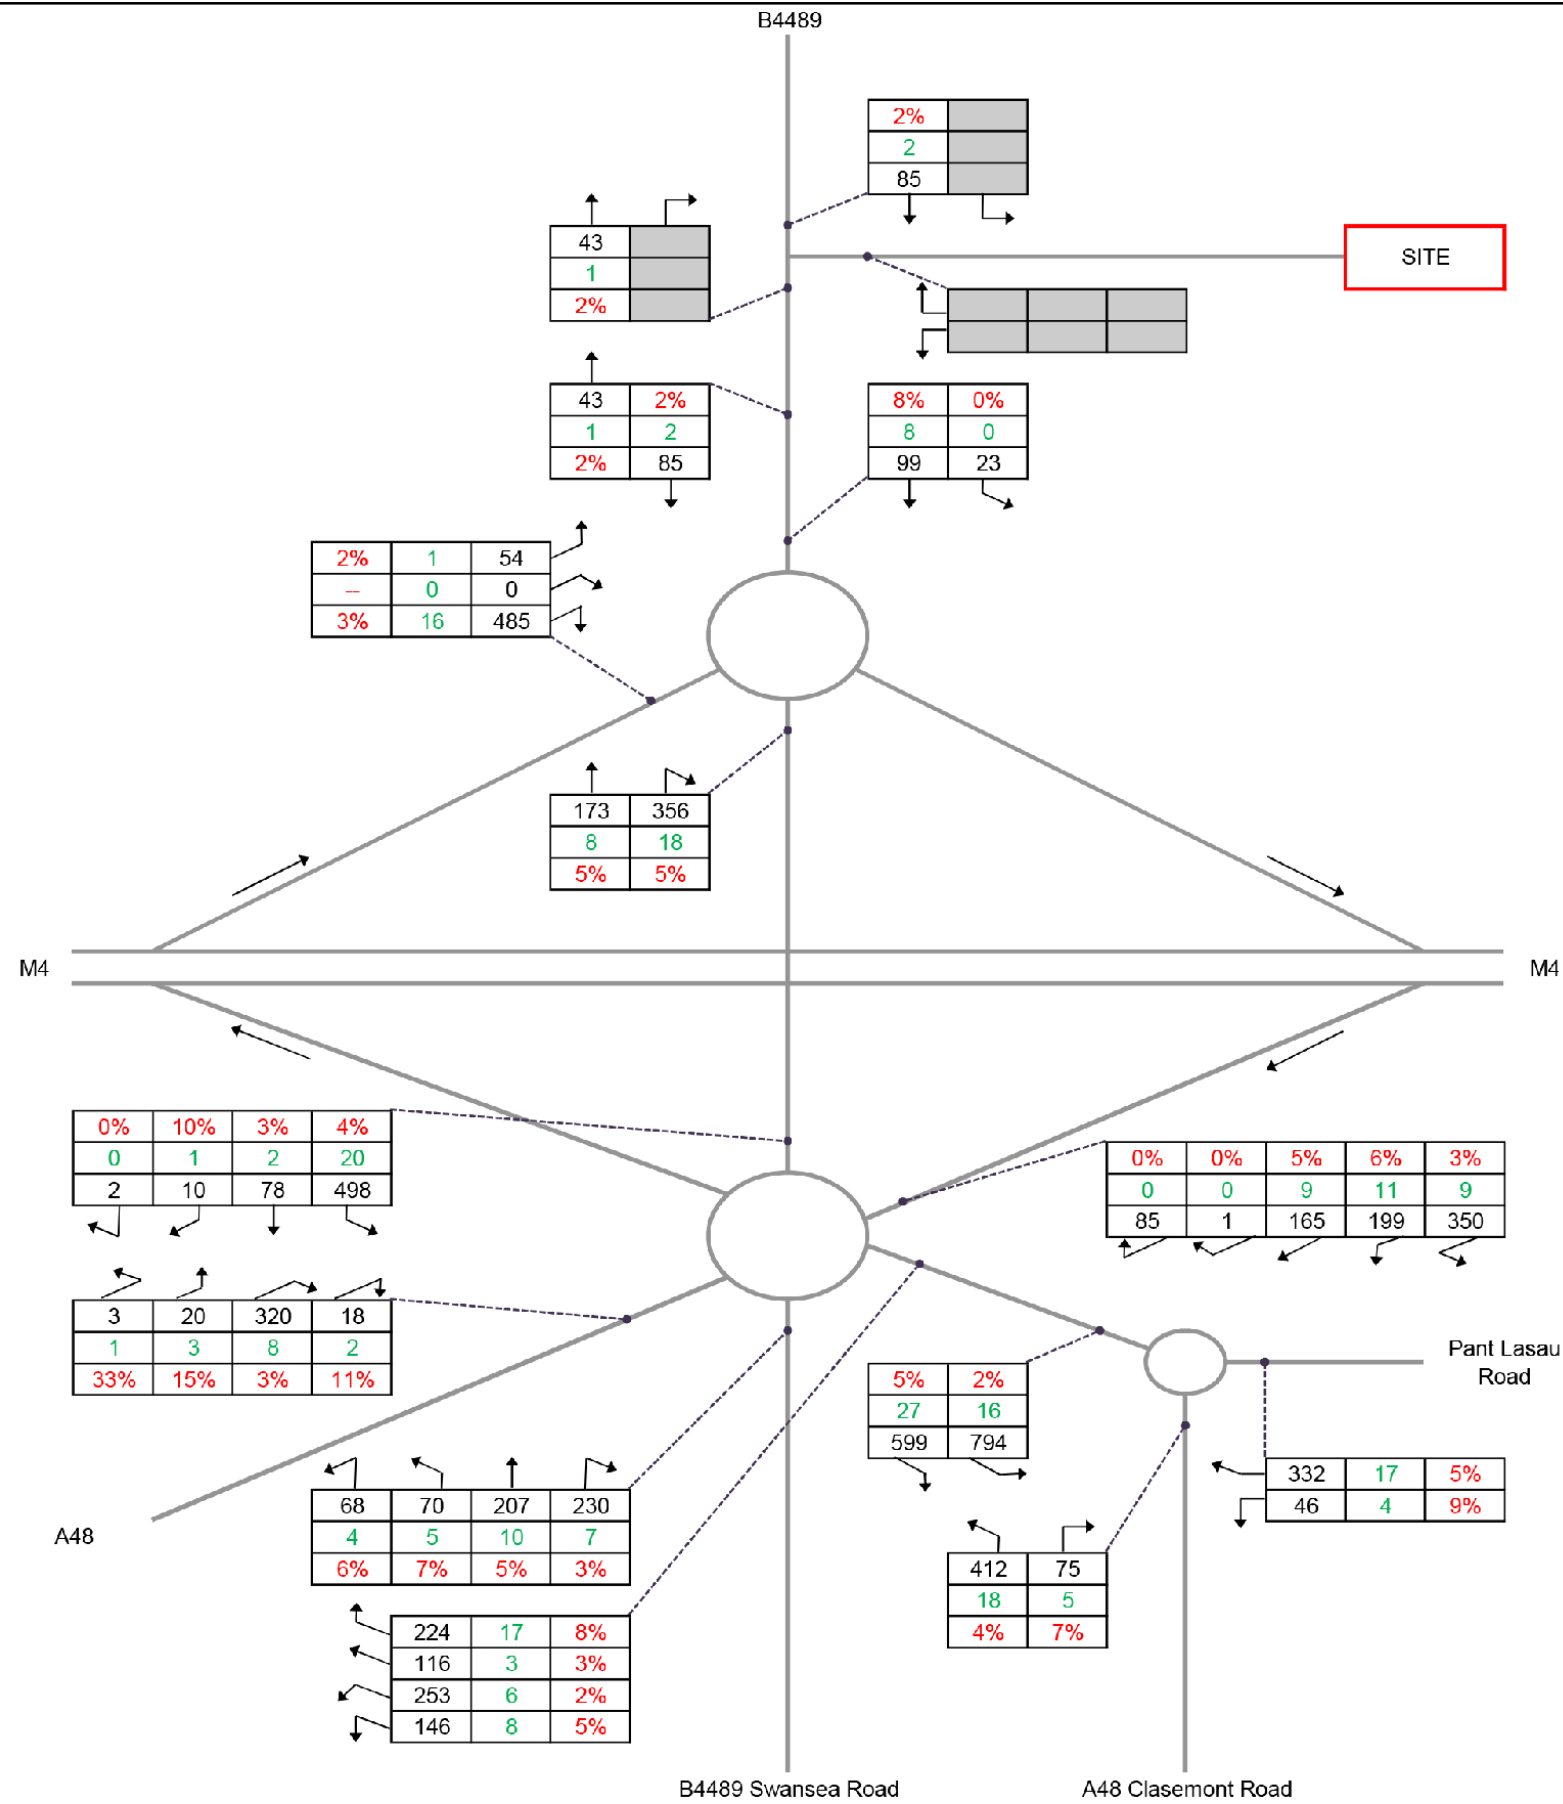 B4489
2%
2
85
43
1
2%
SITE
43 2%
1 2
2% 85
8% 0%
8 0
99 23
2% 1 54
-- 0 0
3% 16 485
173 356
8 18
5% 5%
M4
M4
0% 10% 3% 4%
0 1 2 20
2 10 78 498
0% 0% 5% 6% 3%
0 0 9 11 9
85 1 165 199 350
3 20 320 18
1 3 8 2
33% 15% 3% 11%
Pant Lasau
Road
5% 2%
27 16
599 794
332 17 5%
46 4 9%
A48
68 70 207 230
4 5 10 7
6% 7% 5% 3%
412 75
18 5
4% 7%
224 17 8%
116 3 3%
253 6 2%
146 8 5%
B4489 Swansea Road
A48 Clasemont Road